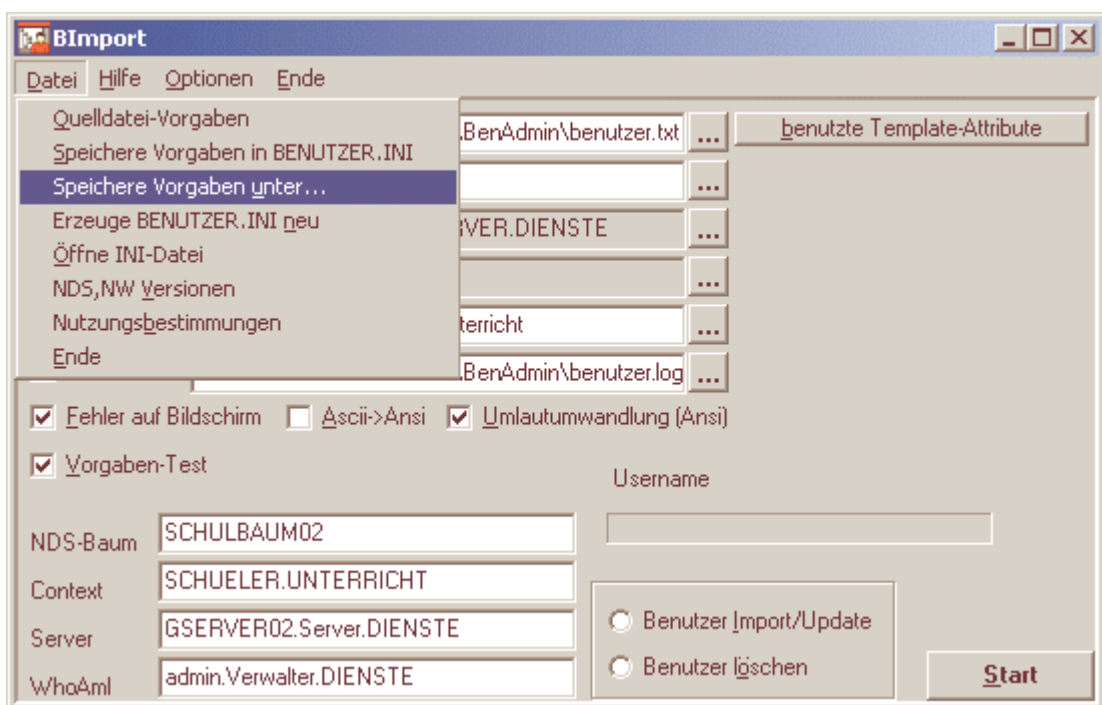 BImport
Datei Hilfe Optionen Ende
Quelldatei-Vorgaben
Speichere Vorgaben in BENUTZER.INI
Speichere Vorgaben unter...
Erzeuge BENUTZER.INI neu
Öffne INI-Datei
NDS,NW Versionen
Nutzungsbestimmungen
Ende
.BenAdmin\benutzer.txt ... benutzte Template-Attribute
...
VER.DIENSTE ...
...
terricht ...
.BenAdmin\benutzer.log ...
Fehler auf Bildschirm Ascii->Ansi Umlautumwandlung (Ansi)
Vorgaben-Test
Username
NDS-Baum SCHULBAUM02
Context SCHUELER.UNTERRICHT
Server GSERVER02.Server.DIENSTE
WhoAmI admin.Verwalter.DIENSTE
Benutzer Import/Update
Benutzer löschen
Start